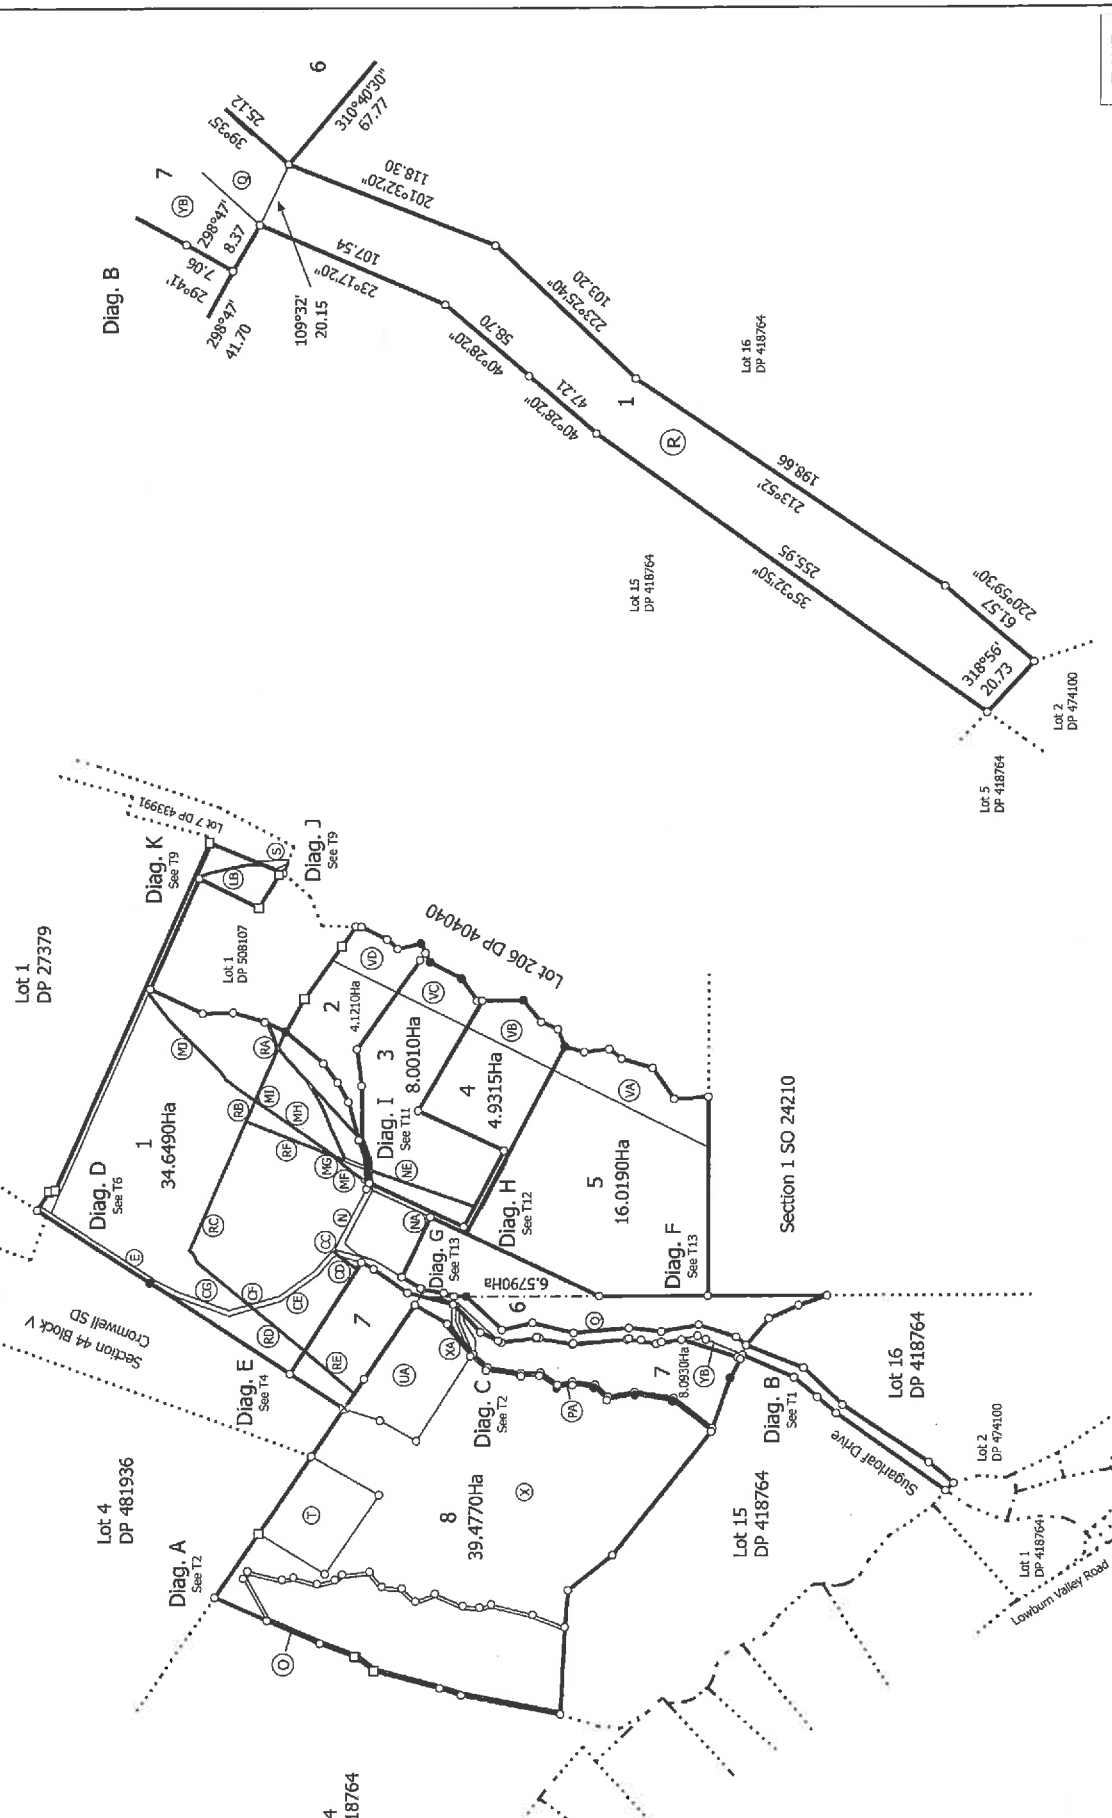 Diag. B
7
YB
Q
6
39°35'
25.12
310°40'30"
67.77
298°47'
8.37
29°41'
7.06
298°47'
41.70
109°32'
20.15
201°32'20"
118.30
23°17'20"
107.54
40°28'20"
58.70
40°28'20"
47.21
223°25'40"
103.20
1
R
Lot 16
DP 418764
213°52'
198.66
35°32'50"
255.95
Lot 15
DP 418764
220°59'30"
61.57
318°56'
20.73
Lot 5
DP 418764
Lot 2
DP 474100
Lot 1
DP 27379
Lot 7 DP 433991
Diag. K
See T9
Diag. J
See T9
S
LB
Lot 1
DP 508107
Lot 206 DP 404040
Diag. D
See T6
1
34.6490Ha
MI
RA
RB
MI
MH
RF
MG
MF
RC
2
4.1210Ha
VD
3
8.0010Ha
VC
4
4.9315Ha
VB
5
16.0190Ha
VA
Diag. I
See T11
NE
Diag. H
See T12
Diag. G
See T13
NA
N
CC
CD
E
CG
CF
CE
RD
RE
Section 44 Block V
Cromwell SD
Diag. E
See T4
7
6.5790Ha
6
Q
Diag. F
See T13
Section 1 SO 24210
UA
XA
Diag. C
See T2
PA
7
8.0930Ha
YB
Diag. B
See T1
Lot 16
DP 418764
Sugarloaf Drive
Lot 2
DP 474100
Lot 1
DP 418764
Lowburn Valley Road
Lot 15
DP 418764
Lot 4
DP 481936
Diag. A
See T2
T
8
39.4770Ha
X
O
4
18764